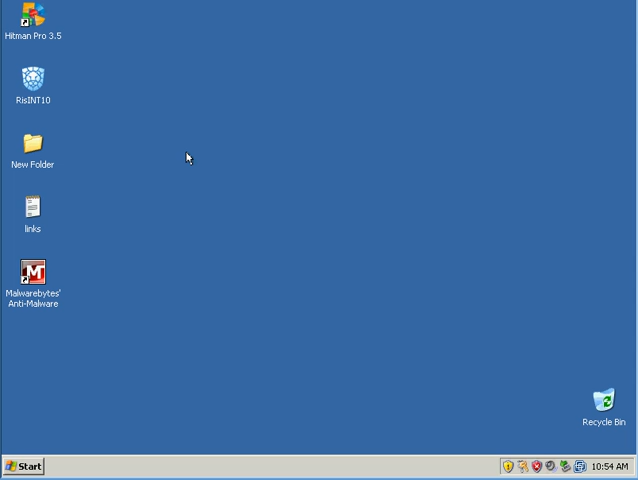 Hitman Pro 3.5
RisINT10
New Folder
links
Malwarebytes'
Anti-Malware
Recycle Bin
Start
10:54 AM